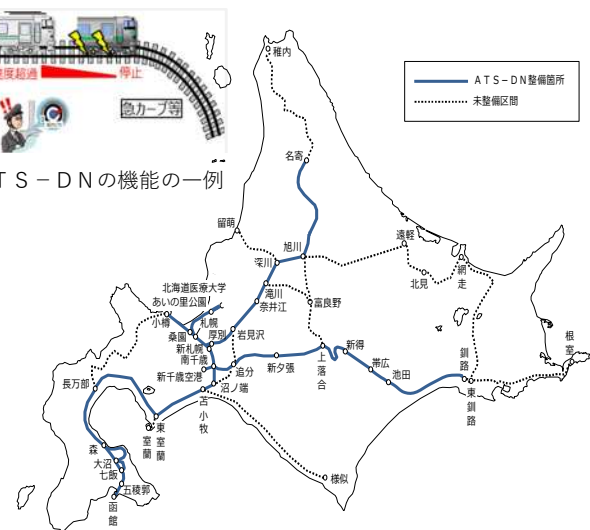 速度超過
停止
急カーブ等
ＡＴＳ－ＤＮの機能の一例
ＡＴＳ－ＤＮ整備箇所
未整備区間
稚内
名寄
留萌
旭川
深川
遠軽
網走
北見
滝川
奈井江
富良野
北海道医療大学
あいの里公園
小樽
札幌
桑園
厚別
岩見沢
新札幌
南千歳
新千歳空港
追分
沼ノ端
新夕張
上落合
新得
帯広
池田
釧路
東釧路
根室
長万部
苫小牧
東室蘭
室蘭
様似
森
大沼
七飯
五稜郭
函館